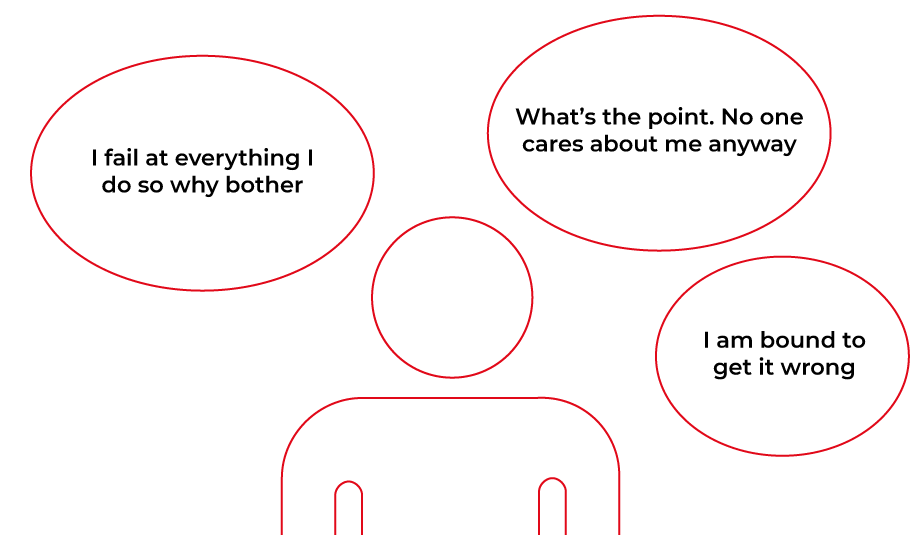 I fail at everything I
do so why bother
What’s the point. No one
cares about me anyway
I am bound to
get it wrong